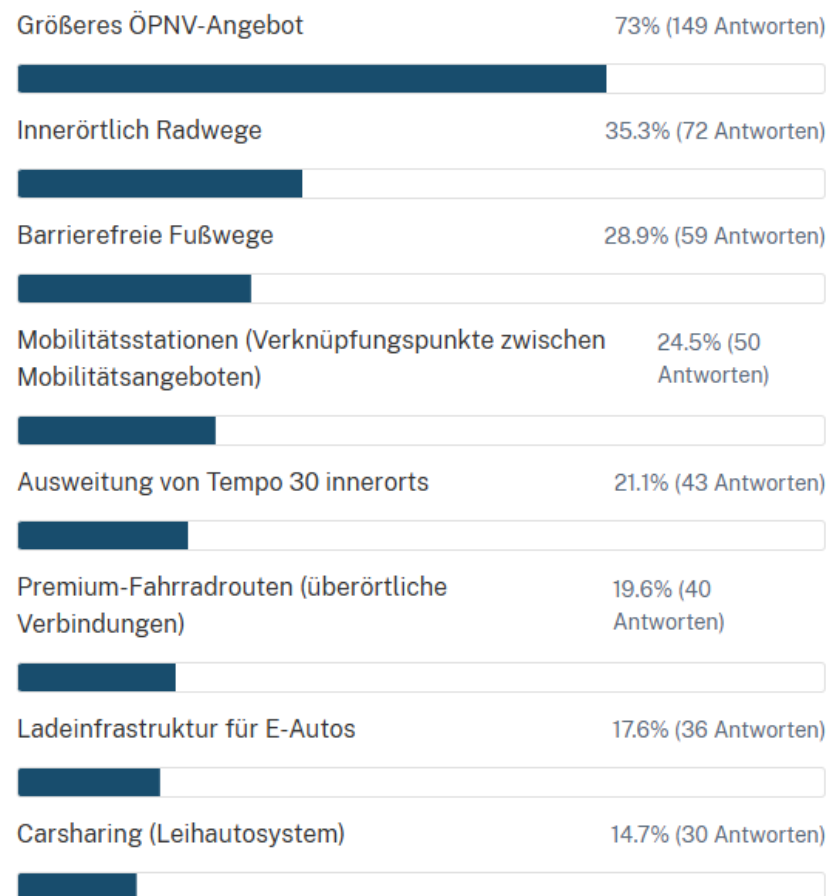 Größeres ÖPNV-Angebot 73% (149 Antworten)
Innerörtlich Radwege 35.3% (72 Antworten)
Barrierefreie Fußwege 28.9% (59 Antworten)
Mobilitätsstationen (Verknüpfungspunkte zwischen 24.5% (50
Mobilitätsangeboten) Antworten)
Ausweitung von Tempo 30 innerorts 21.1% (43 Antworten)
Premium-Fahrradrouten (überörtliche 19.6% (40
Verbindungen) Antworten)
Ladeinfrastruktur für E-Autos 17.6% (36 Antworten)
Carsharing (Leihautosystem) 14.7% (30 Antworten)